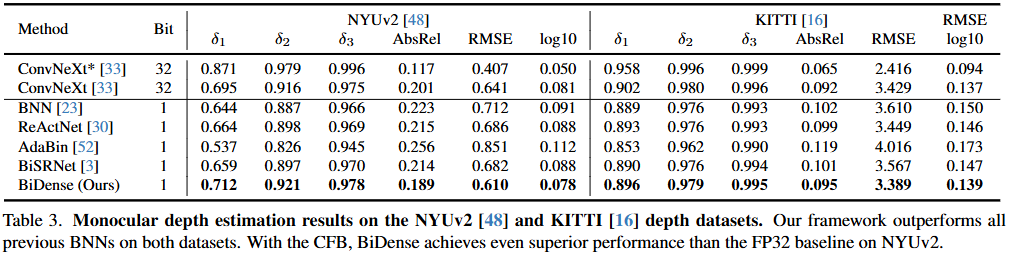 Method Bit NYUv2 [48] KITTI [16] RMSE
δ1 δ2 δ3 AbsRel RMSE log10 δ1 δ2 δ3 AbsRel RMSE log10
ConvNeXt* [33] 32 0.871 0.979 0.996 0.117 0.407 0.050 0.958 0.996 0.999 0.065 2.416 0.094
ConvNeXt [33] 32 0.695 0.916 0.975 0.201 0.641 0.081 0.902 0.980 0.996 0.092 3.429 0.137
BNN [23] 1 0.644 0.887 0.966 0.223 0.712 0.091 0.889 0.976 0.993 0.102 3.610 0.150
ReActNet [30] 1 0.664 0.898 0.969 0.215 0.686 0.088 0.893 0.976 0.993 0.099 3.449 0.146
AdaBin [52] 1 0.537 0.826 0.945 0.256 0.851 0.112 0.853 0.962 0.990 0.119 4.016 0.173
BiSRNet [3] 1 0.659 0.897 0.970 0.214 0.682 0.088 0.890 0.976 0.994 0.101 3.567 0.147
BiDense (Ours) 1 0.712 0.921 0.978 0.189 0.610 0.078 0.896 0.979 0.995 0.095 3.389 0.139
Table 3. Monocular depth estimation results on the NYUv2 [48] and KITTI [16] depth datasets. Our framework outperforms all
previous BNNs on both datasets. With the CFB, BiDense achieves even superior performance than the FP32 baseline on NYUv2.